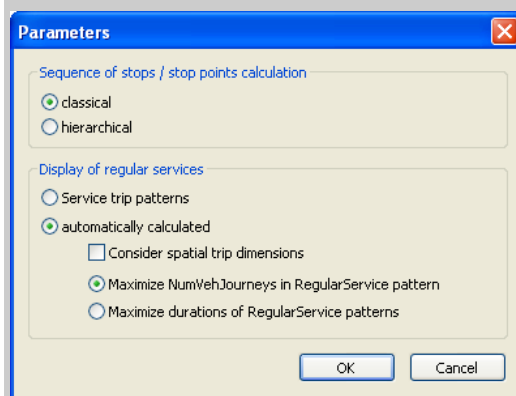 Parameters
Sequence of stops / stop points calculation
classical
hierarchical
Display of regular services
Service trip patterns
automatically calculated
Consider spatial trip dimensions
Maximize NumVehJourneys in RegularService pattern
Maximize durations of RegularService patterns
OK Cancel